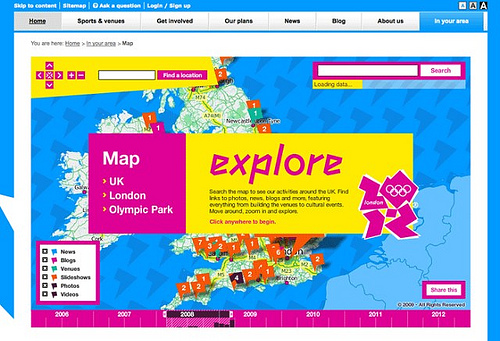 Skip to content | Sitemap | Ask a question | Login / Sign up
A A A
Home Sports & venues Get involved Our plans News Blog About us In your area
You are here: Home > In your area > Map
Find a location
Search
Loading data...
Newcastle upon Tyne
Map
> UK
> London
> Olympic Park
explore
Search the map to see our activities around the UK. Find
links to photos, news, blogs and more, featuring
everything from building the venues to cultural events.
Move around, zoom in and explore.
Click anywhere to begin.
london
Cork
News
Blogs
Venues
Slideshows
Photos
Videos
Brighton
Share this
© 2009 - All Rights Reserved
2006 2007 2008 2009 2010 2011 2012